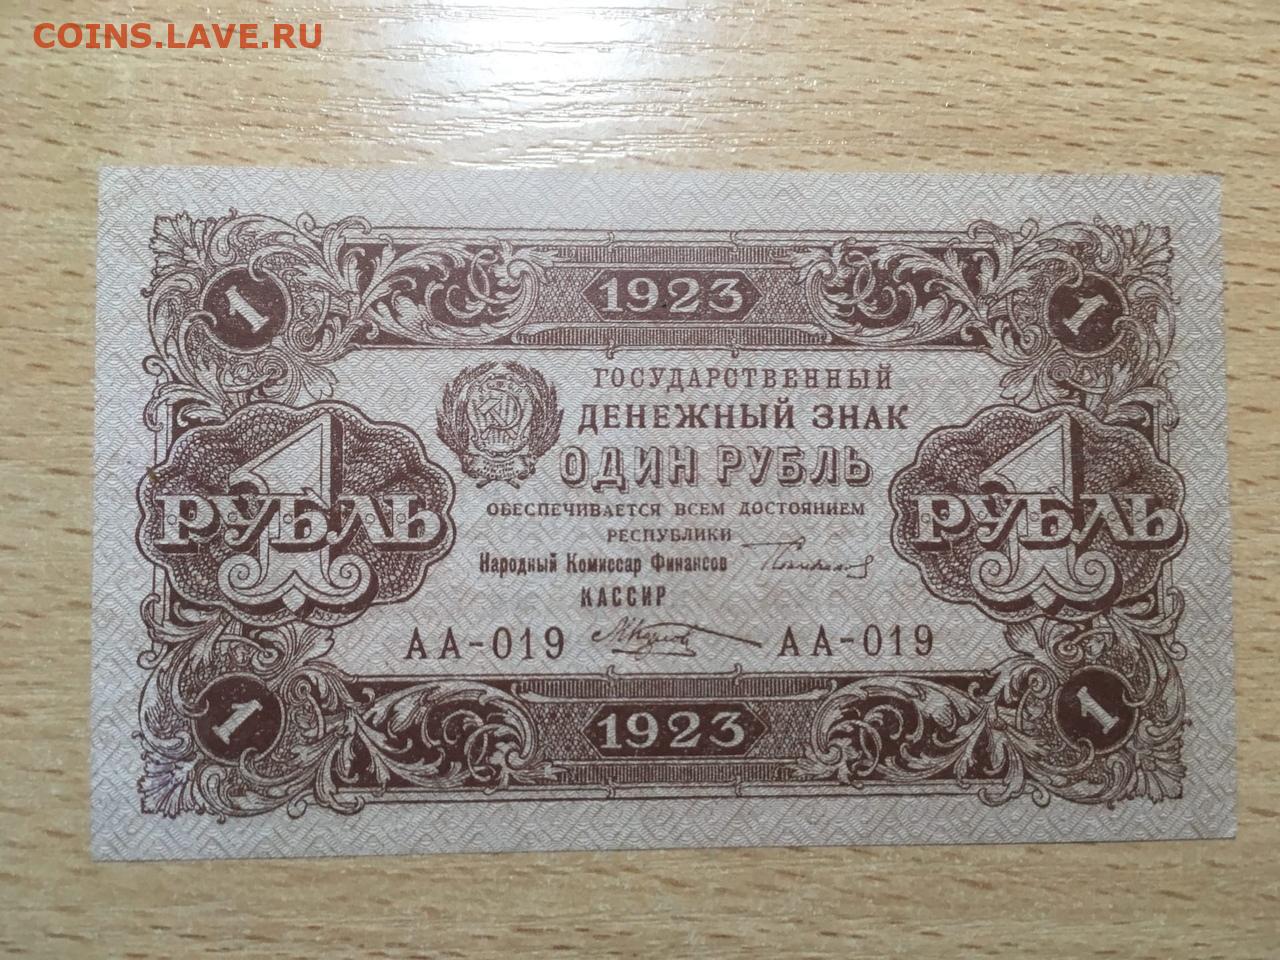 COINS.LAVE.RU
1 1923 1
ГОСУДАРСТВЕННЫЙ
ДЕНЕЖНЫЙ ЗНАК
ОДИН РУБЛЬ
1 РУБЛЬ
1 РУБЛЬ
ОБЕСПЕЧИВАЕТСЯ ВСЕМ ДОСТОЯНИЕМ
РЕСПУБЛИКИ
Народный Комиссар Финансов
КАССИР
АА-019 АА-019
1 1923 1